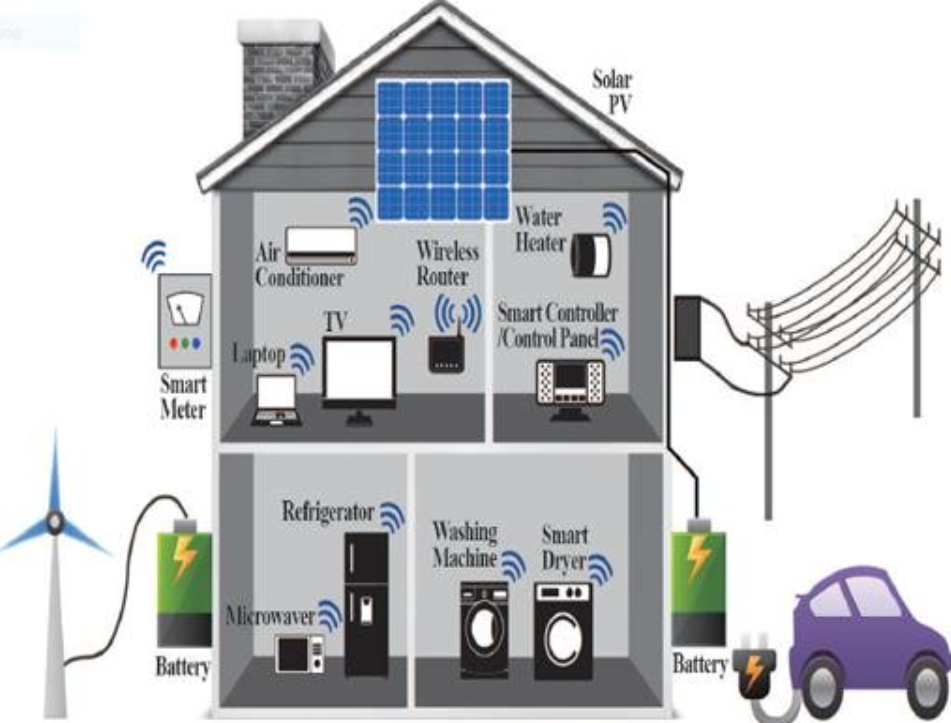 Solar
PV
Air
Conditioner
Wireless
Router
Water
Heater
TV
Smart Controller
/Control Panel
Laptop
Smart
Meter
Refrigerator
Washing
Machine
Smart
Dryer
Microwaver
Battery
Battery